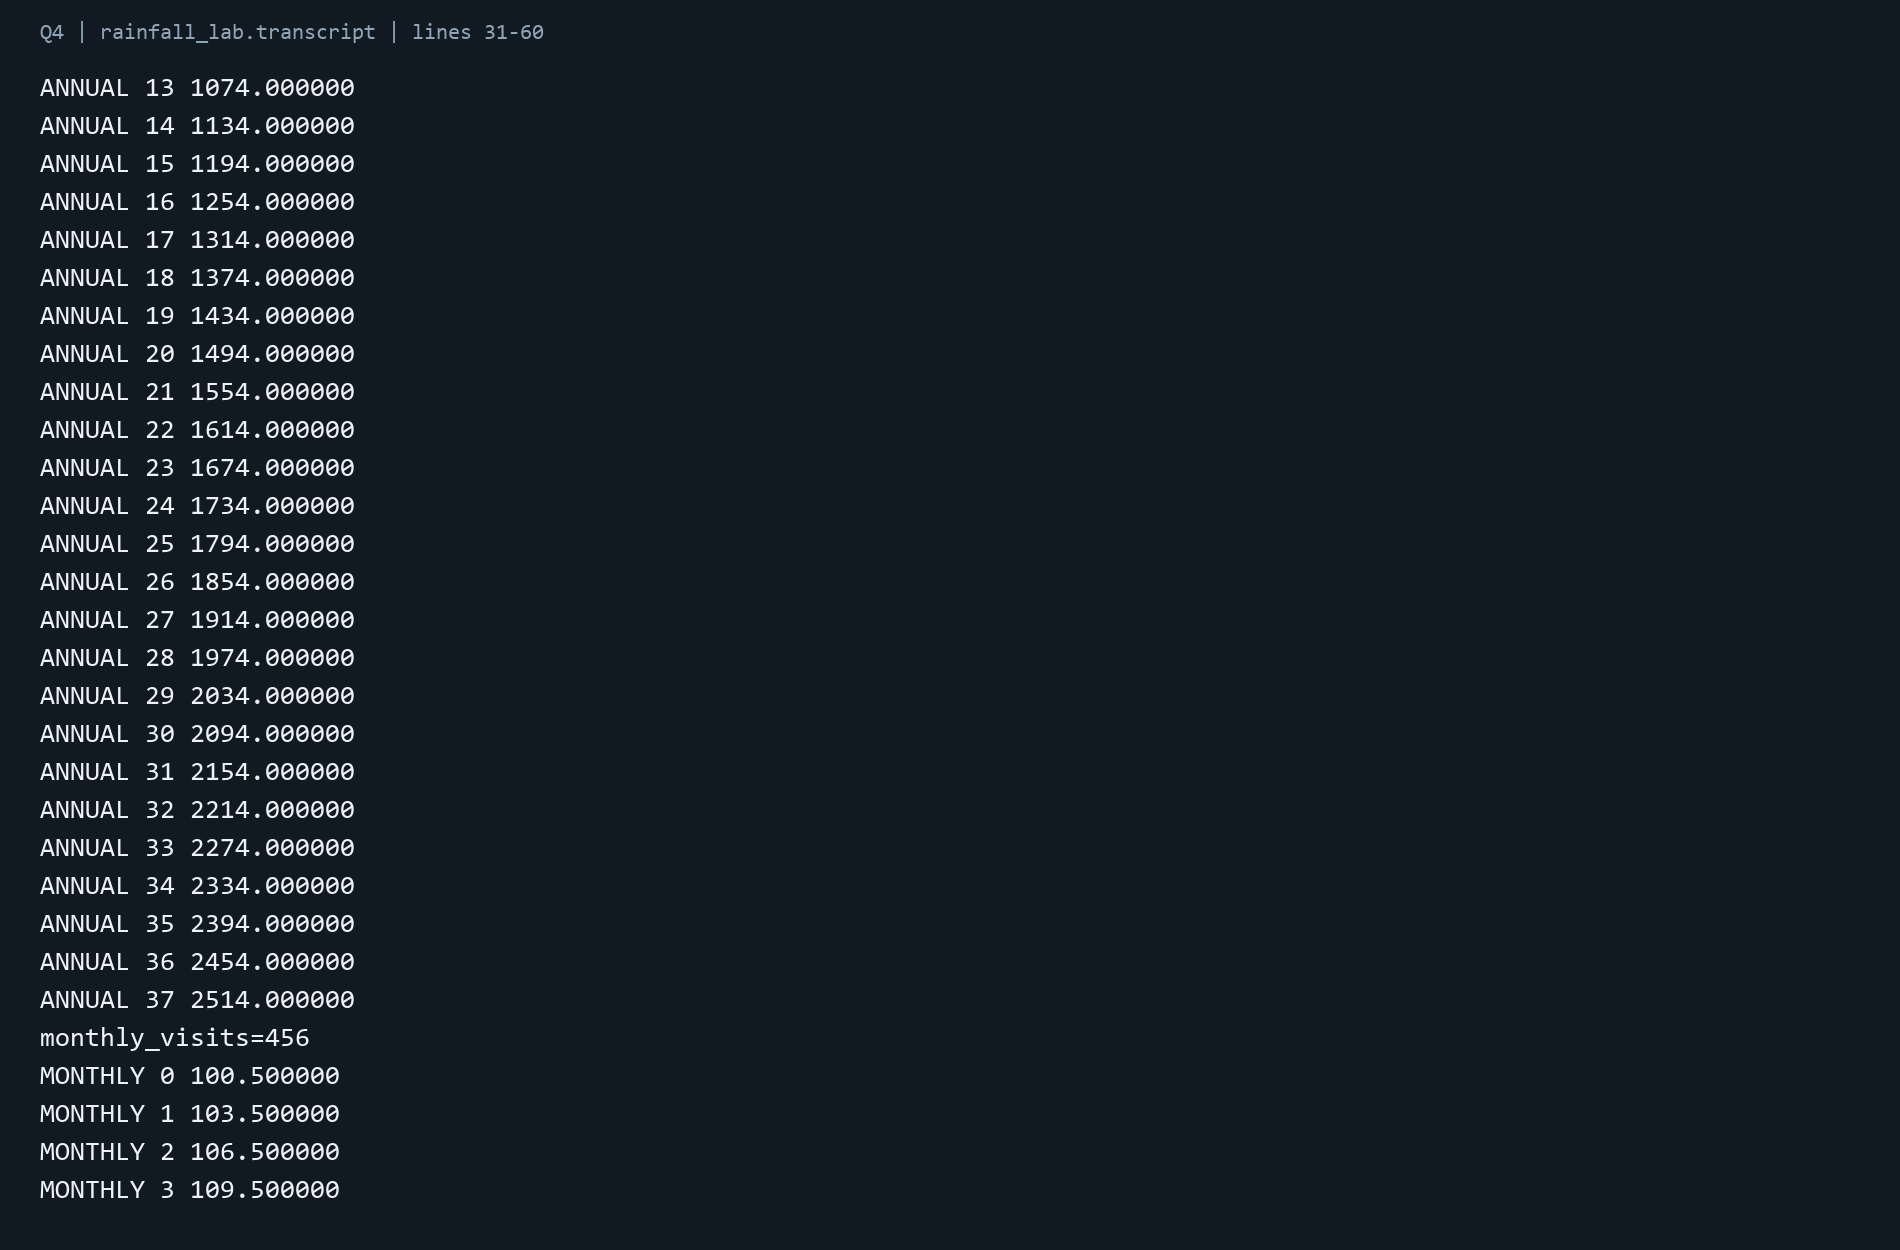 Q4 | rainfall_lab.transcript | lines 31-60
ANNUAL 13 1074.000000
ANNUAL 14 1134.000000
ANNUAL 15 1194.000000
ANNUAL 16 1254.000000
ANNUAL 17 1314.000000
ANNUAL 18 1374.000000
ANNUAL 19 1434.000000
ANNUAL 20 1494.000000
ANNUAL 21 1554.000000
ANNUAL 22 1614.000000
ANNUAL 23 1674.000000
ANNUAL 24 1734.000000
ANNUAL 25 1794.000000
ANNUAL 26 1854.000000
ANNUAL 27 1914.000000
ANNUAL 28 1974.000000
ANNUAL 29 2034.000000
ANNUAL 30 2094.000000
ANNUAL 31 2154.000000
ANNUAL 32 2214.000000
ANNUAL 33 2274.000000
ANNUAL 34 2334.000000
ANNUAL 35 2394.000000
ANNUAL 36 2454.000000
ANNUAL 37 2514.000000
monthly_visits=456
MONTHLY 0 100.500000
MONTHLY 1 103.500000
MONTHLY 2 106.500000
MONTHLY 3 109.500000